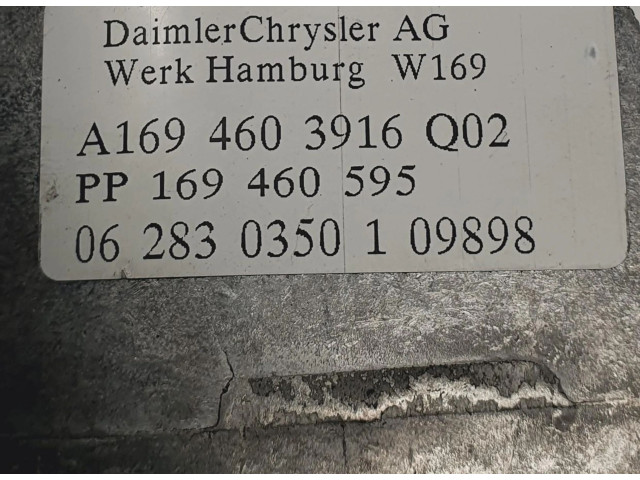 DaimlerChrysler AG
Werk Hamburg W169
A169 460 3916 Q02
PP 169 460 595
06 283 0350 1 09898